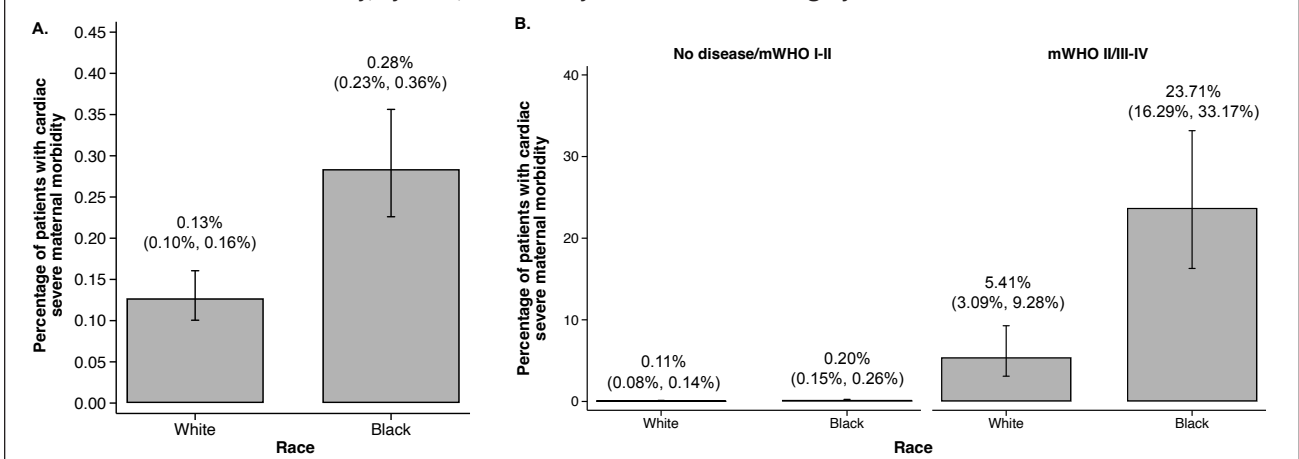 A.
Percentage of patients with cardiac
severe maternal morbidity
0.45
0.40
0.35
0.30
0.25
0.20
0.15
0.10
0.05
0.00
0.13%
(0.10%, 0.16%)
0.28%
(0.23%, 0.36%)
White
Black
Race
B.
No disease/mWHO I-II
mWHO II/III-IV
Percentage of patients with cardiac
severe maternal morbidity
40
30
20
10
0
0.11%
(0.08%, 0.14%)
0.20%
(0.15%, 0.26%)
5.41%
(3.09%, 9.28%)
23.71%
(16.29%, 33.17%)
White
Black
White
Black
Race